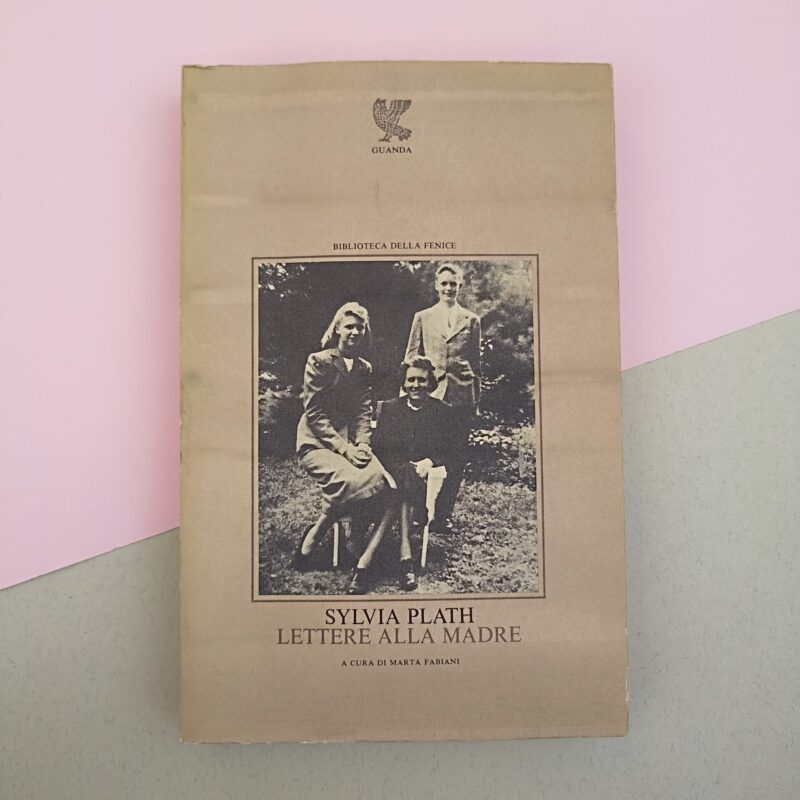 GUANDA
BIBLIOTECA DELLA FENICE
SYLVIA PLATH
LETTERE ALLA MADRE
A CURA DI MARTA FABIANI